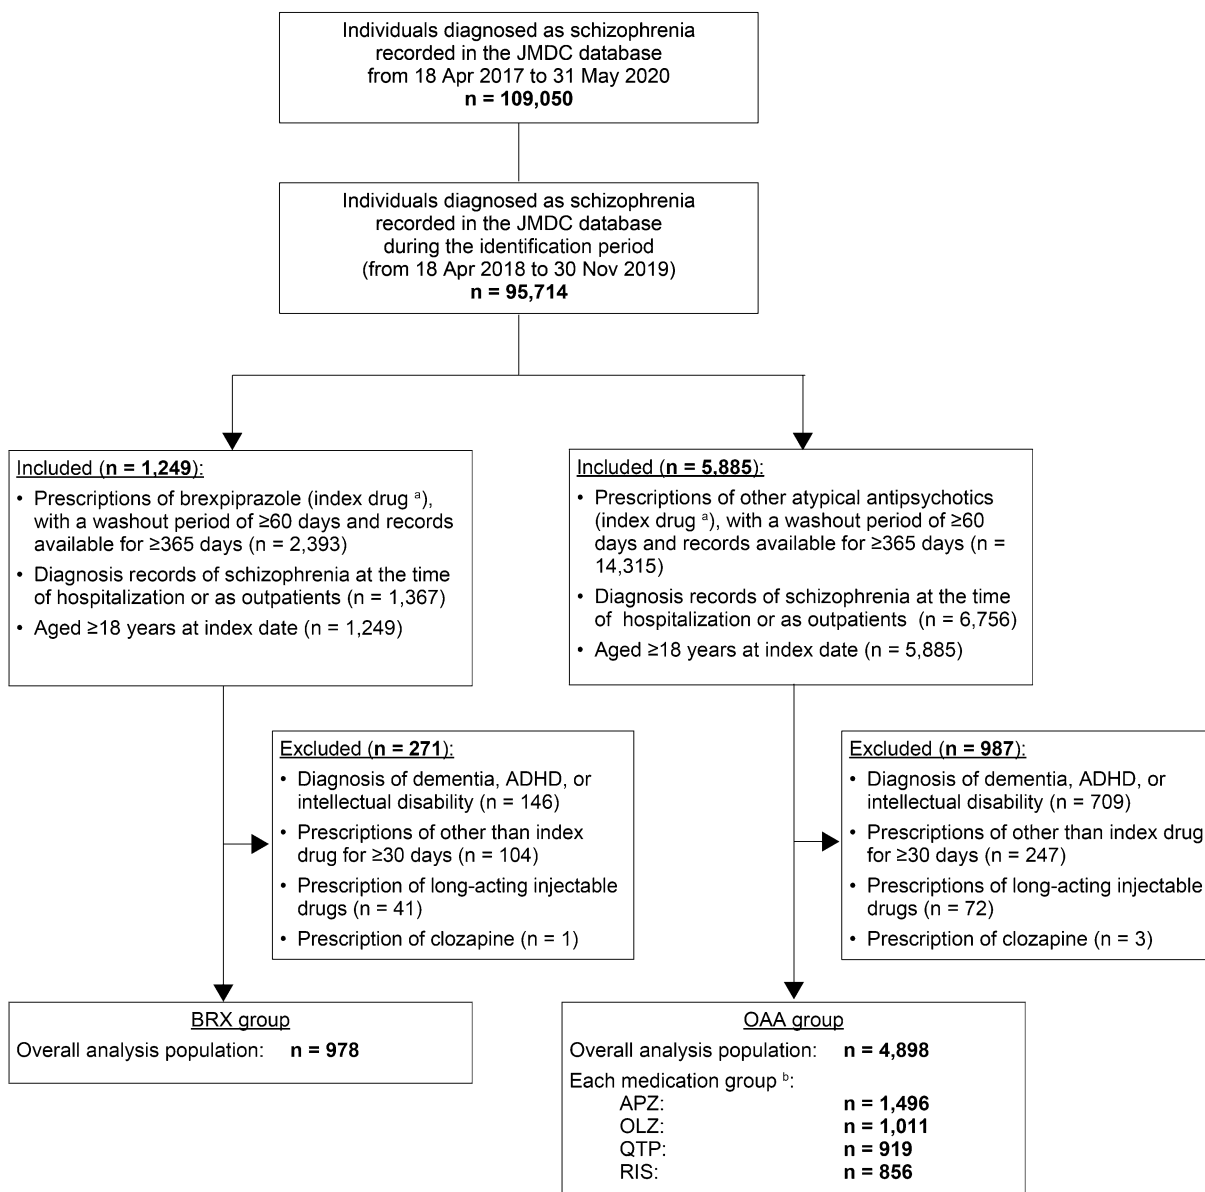 Individuals diagnosed as schizophrenia
recorded in the JMDC database
from 18 Apr 2017 to 31 May 2020
n = 109,050
Individuals diagnosed as schizophrenia
recorded in the JMDC database
during the identification period
(from 18 Apr 2018 to 30 Nov 2019)
n = 95,714
Included (n = 1,249):
• Prescriptions of brexpiprazole (index drug ᵃ),
with a washout period of ≥60 days and records
available for ≥365 days (n = 2,393)
• Diagnosis records of schizophrenia at the time
of hospitalization or as outpatients (n = 1,367)
• Aged ≥18 years at index date (n = 1,249)
Included (n = 5,885):
• Prescriptions of other atypical antipsychotics
(index drug ᵃ), with a washout period of ≥60
days and records available for ≥365 days (n =
14,315)
• Diagnosis records of schizophrenia at the time
of hospitalization or as outpatients (n = 6,756)
• Aged ≥18 years at index date (n = 5,885)
Excluded (n = 271):
• Diagnosis of dementia, ADHD, or
intellectual disability (n = 146)
• Prescriptions of other than index
drug for ≥30 days (n = 104)
• Prescription of long-acting injectable
drugs (n = 41)
• Prescription of clozapine (n = 1)
Excluded (n = 987):
• Diagnosis of dementia, ADHD, or
intellectual disability (n = 709)
• Prescriptions of other than index drug
for ≥30 days (n = 247)
• Prescriptions of long-acting injectable
drugs (n = 72)
• Prescription of clozapine (n = 3)
BRX group
Overall analysis population: n = 978
OAA group
Overall analysis population: n = 4,898
Each medication group ᵇ:
APZ: n = 1,496
OLZ: n = 1,011
QTP: n = 919
RIS: n = 856